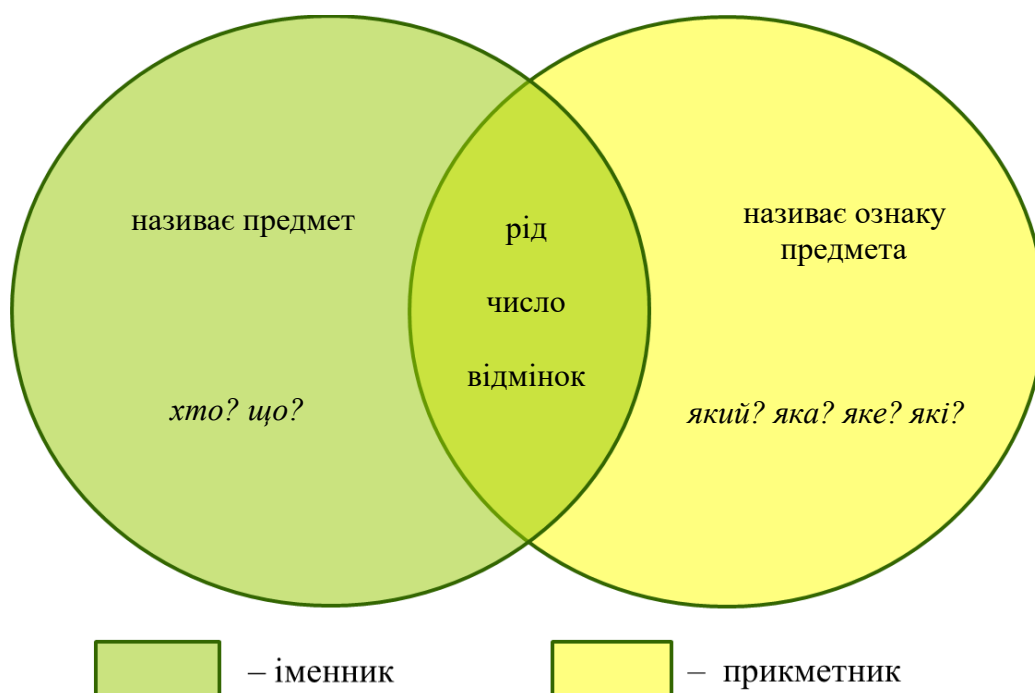 називає предмет
хто? що?
рід
число
відмінок
називає ознаку
предмета
який? яка? яке? які?
– іменник
– прикметник